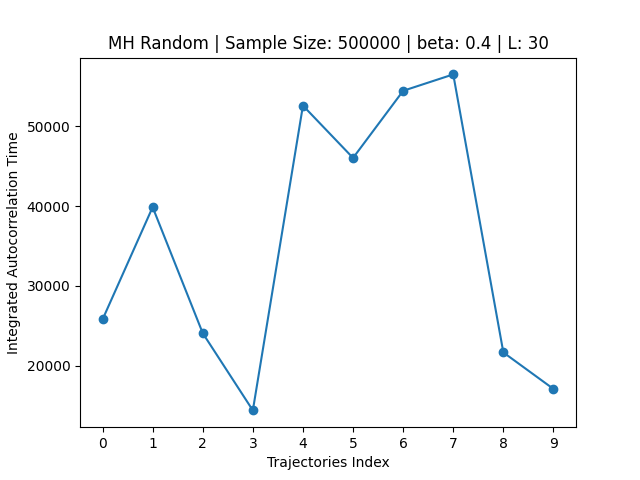 MH Random | Sample Size: 500000 | beta: 0.4 | L: 30
Integrated Autocorrelation Time
50000
40000
30000
20000
0 1 2 3 4 5 6 7 8 9
Trajectories Index